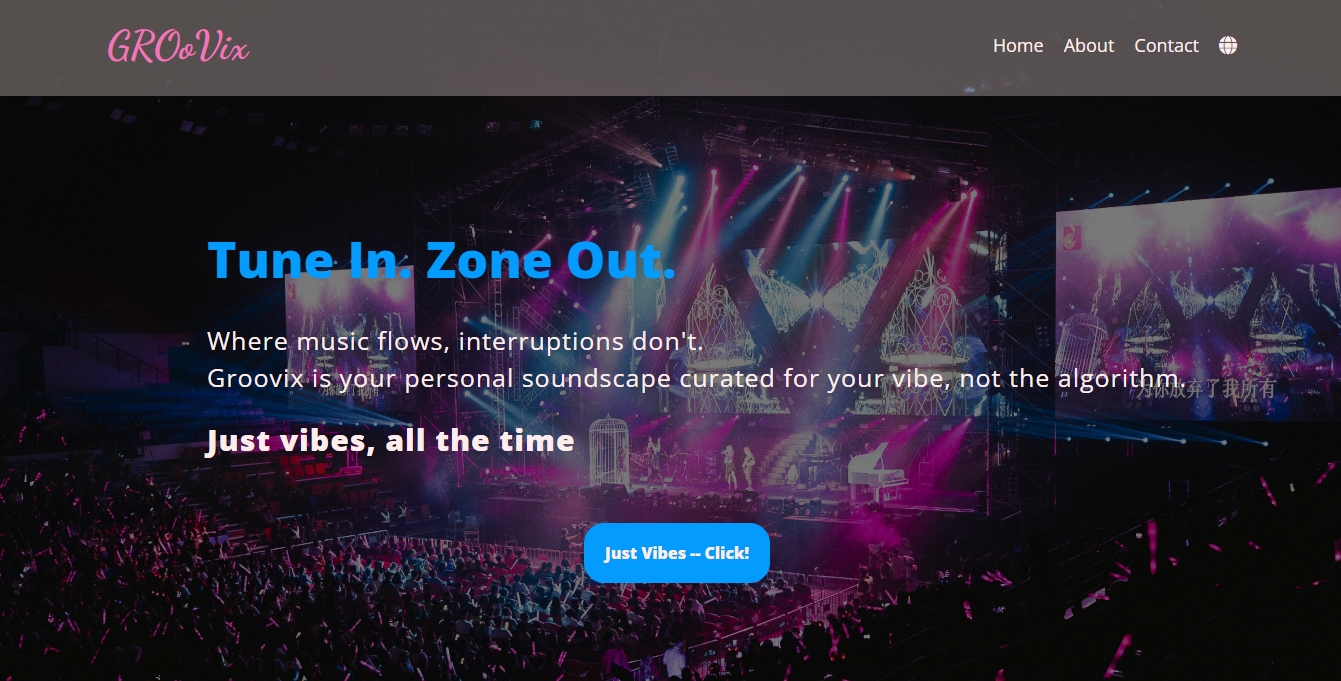 GROoVix
Home About Contact
Tune In. Zone Out.
Where music flows, interruptions don't.
Groovix is your personal soundscape curated for your vibe, not the algorithm.
为你放弃了我所有
Just vibes, all the time
Just Vibes -- Click!